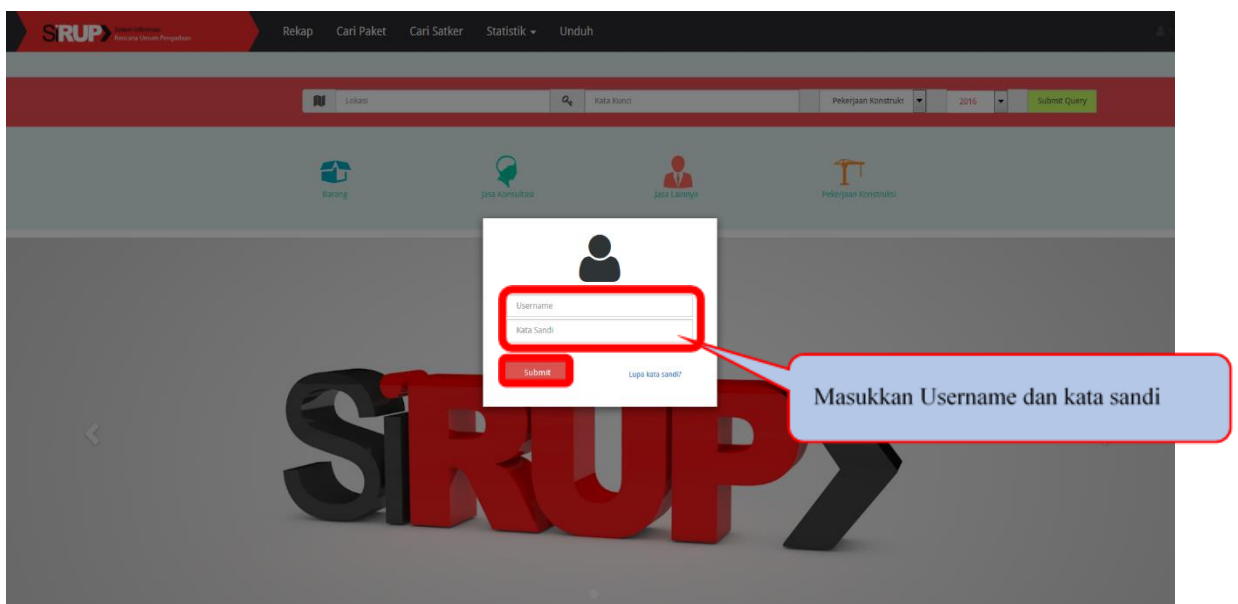 SiRUP Sistem Informasi
Rencana Umum Pengadaan
Rekap Cari Paket Cari Satker Statistik Unduh
Lokasi Kata Kunci Pekerjaan Konstruks 2016 Submit Query
Barang Jasa Konsultasi Jasa Lainnya Pekerjaan Konstruksi
Username
Kata Sandi
Submit Lupa kata sandi?
Masukkan Username dan kata sandi
SiRUP